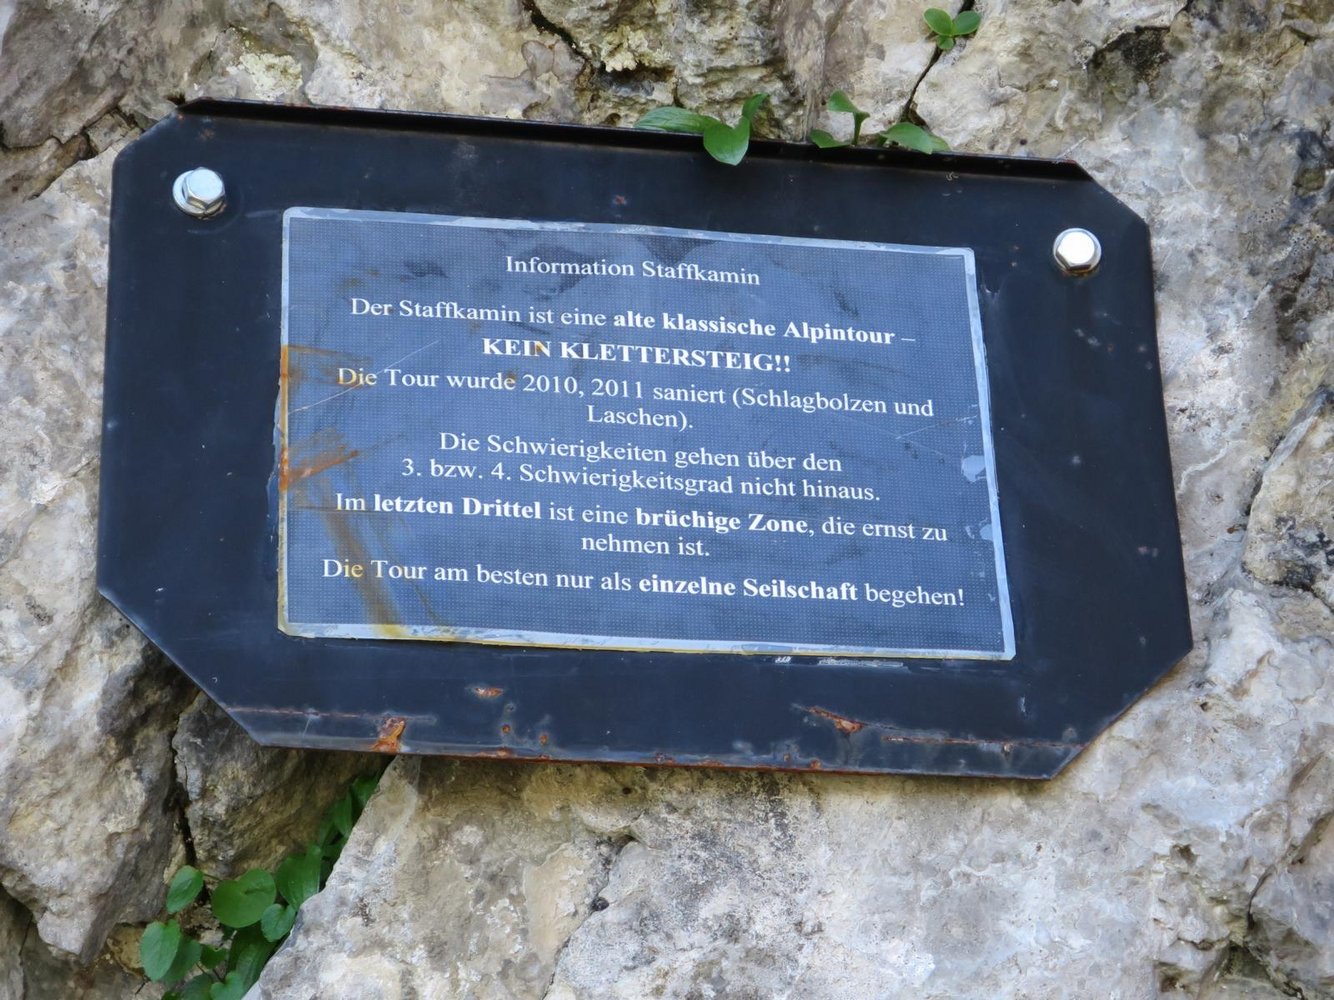 Information Staffkamin
Der Staffkamin ist eine alte klassische Alpintour –
KEIN KLETTERSTEIG!!
Die Tour wurde 2010, 2011 saniert (Schlagbolzen und
Laschen).
Die Schwierigkeiten gehen über den
3. bzw. 4. Schwierigkeitsgrad nicht hinaus.
Im letzten Drittel ist eine brüchige Zone, die ernst zu
nehmen ist.
Die Tour am besten nur als einzelne Seilschaft begehen!